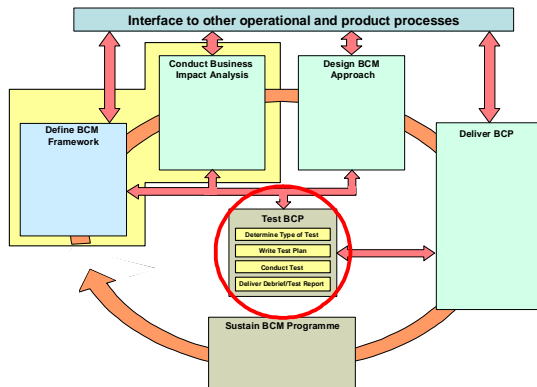 Interface to other operational and product processes
Conduct Business
Impact Analysis
Design BCM
Approach
Define BCM
Framework
Deliver BCP
Test BCP
Determine Type of Test
Write Test Plan
Conduct Test
Deliver Debrief/Test Report
Sustain BCM Programme